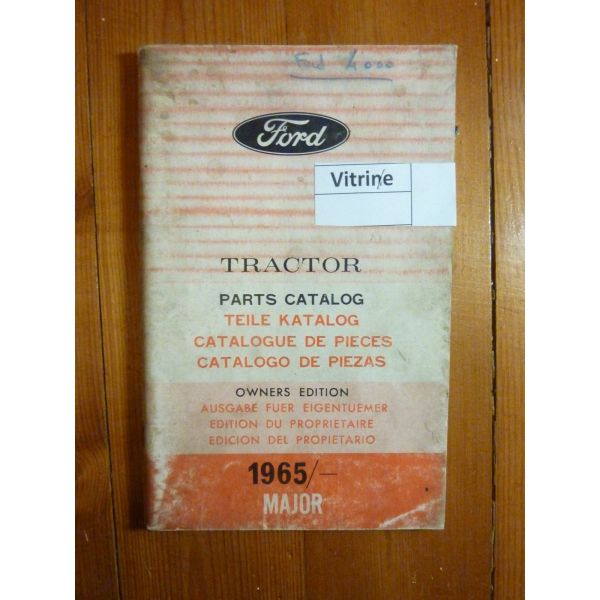 Ford 4000
Ford
Vitrine
TRACTOR
PARTS CATALOG
TEILE KATALOG
CATALOGUE DE PIECES
CATALOGO DE PIEZAS
OWNERS EDITION
AUSGABE FUER EIGENTUEMER
EDITION DU PROPRIETAIRE
EDICION DEL PROPIETARIO
1965/-
MAJOR